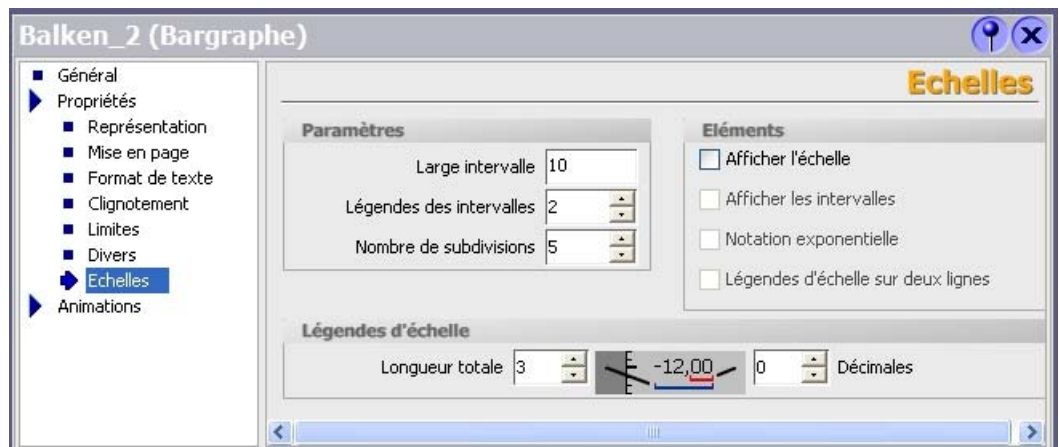 Balken_2 (Bargraphe)
Général
Propriétés
Représentation
Mise en page
Format de texte
Clignotement
Limites
Divers
Echelles
Animations
Echelles
Paramètres
Large intervalle 10
Légendes des intervalles 2
Nombre de subdivisions 5
Eléments
Afficher l'échelle
Afficher les intervalles
Notation exponentielle
Légendes d'échelle sur deux lignes
Légendes d'échelle
Longueur totale 3 -12,00 0 Décimales